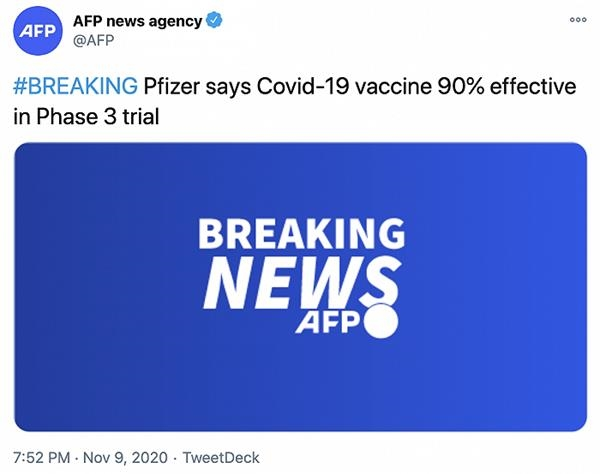 AFP
AFP news agency
@AFP
#BREAKING Pfizer says Covid-19 vaccine 90% effective
in Phase 3 trial
BREAKING
NEWS
AFP
7:52 PM · Nov 9, 2020 · TweetDeck